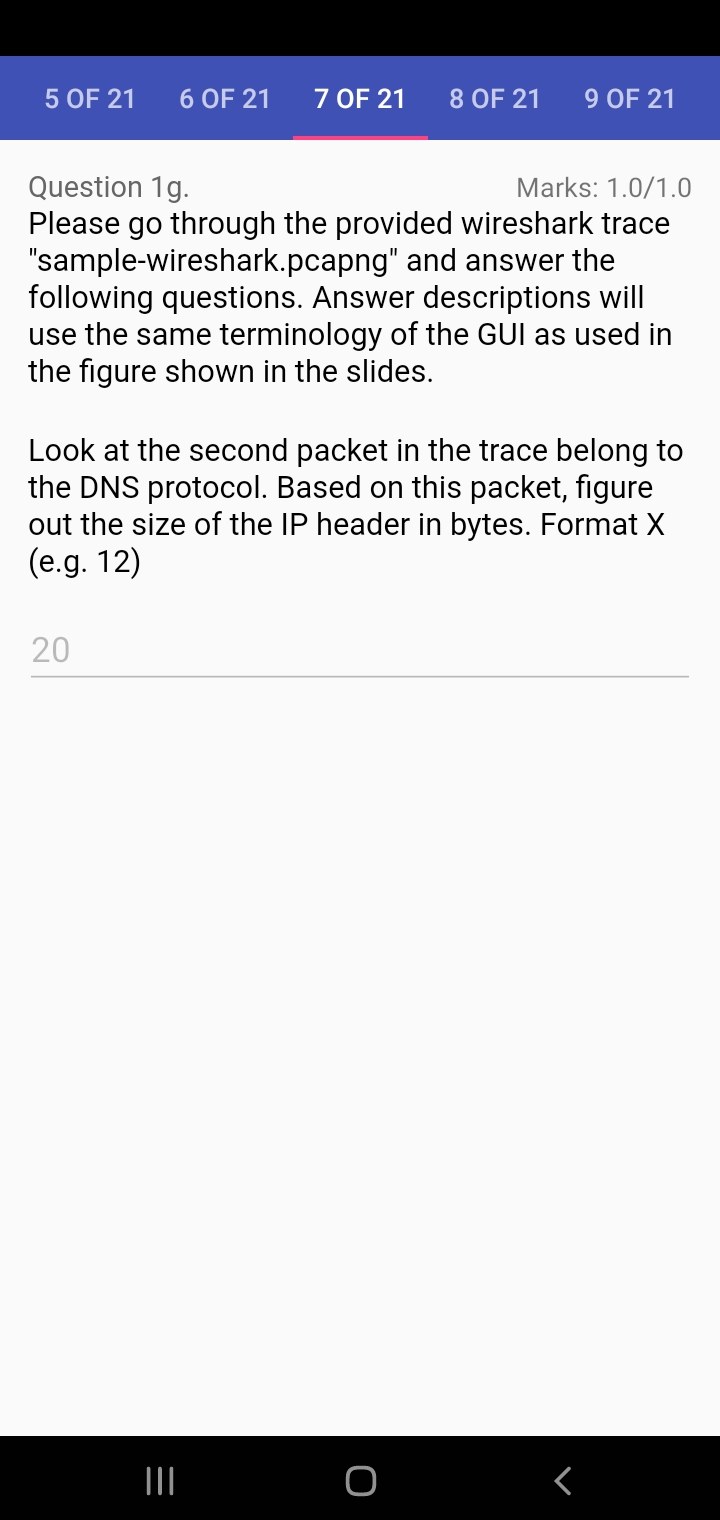 5 OF 21 6 OF 21 7 OF 21 8 OF 21 9 OF 21
Question 1g. Marks: 1.0/1.0
Please go through the provided wireshark trace
"sample-wireshark.pcapng" and answer the
following questions. Answer descriptions will
use the same terminology of the GUI as used in
the figure shown in the slides.
Look at the second packet in the trace belong to
the DNS protocol. Based on this packet, figure
out the size of the IP header in bytes. Format X
(e.g. 12)
20